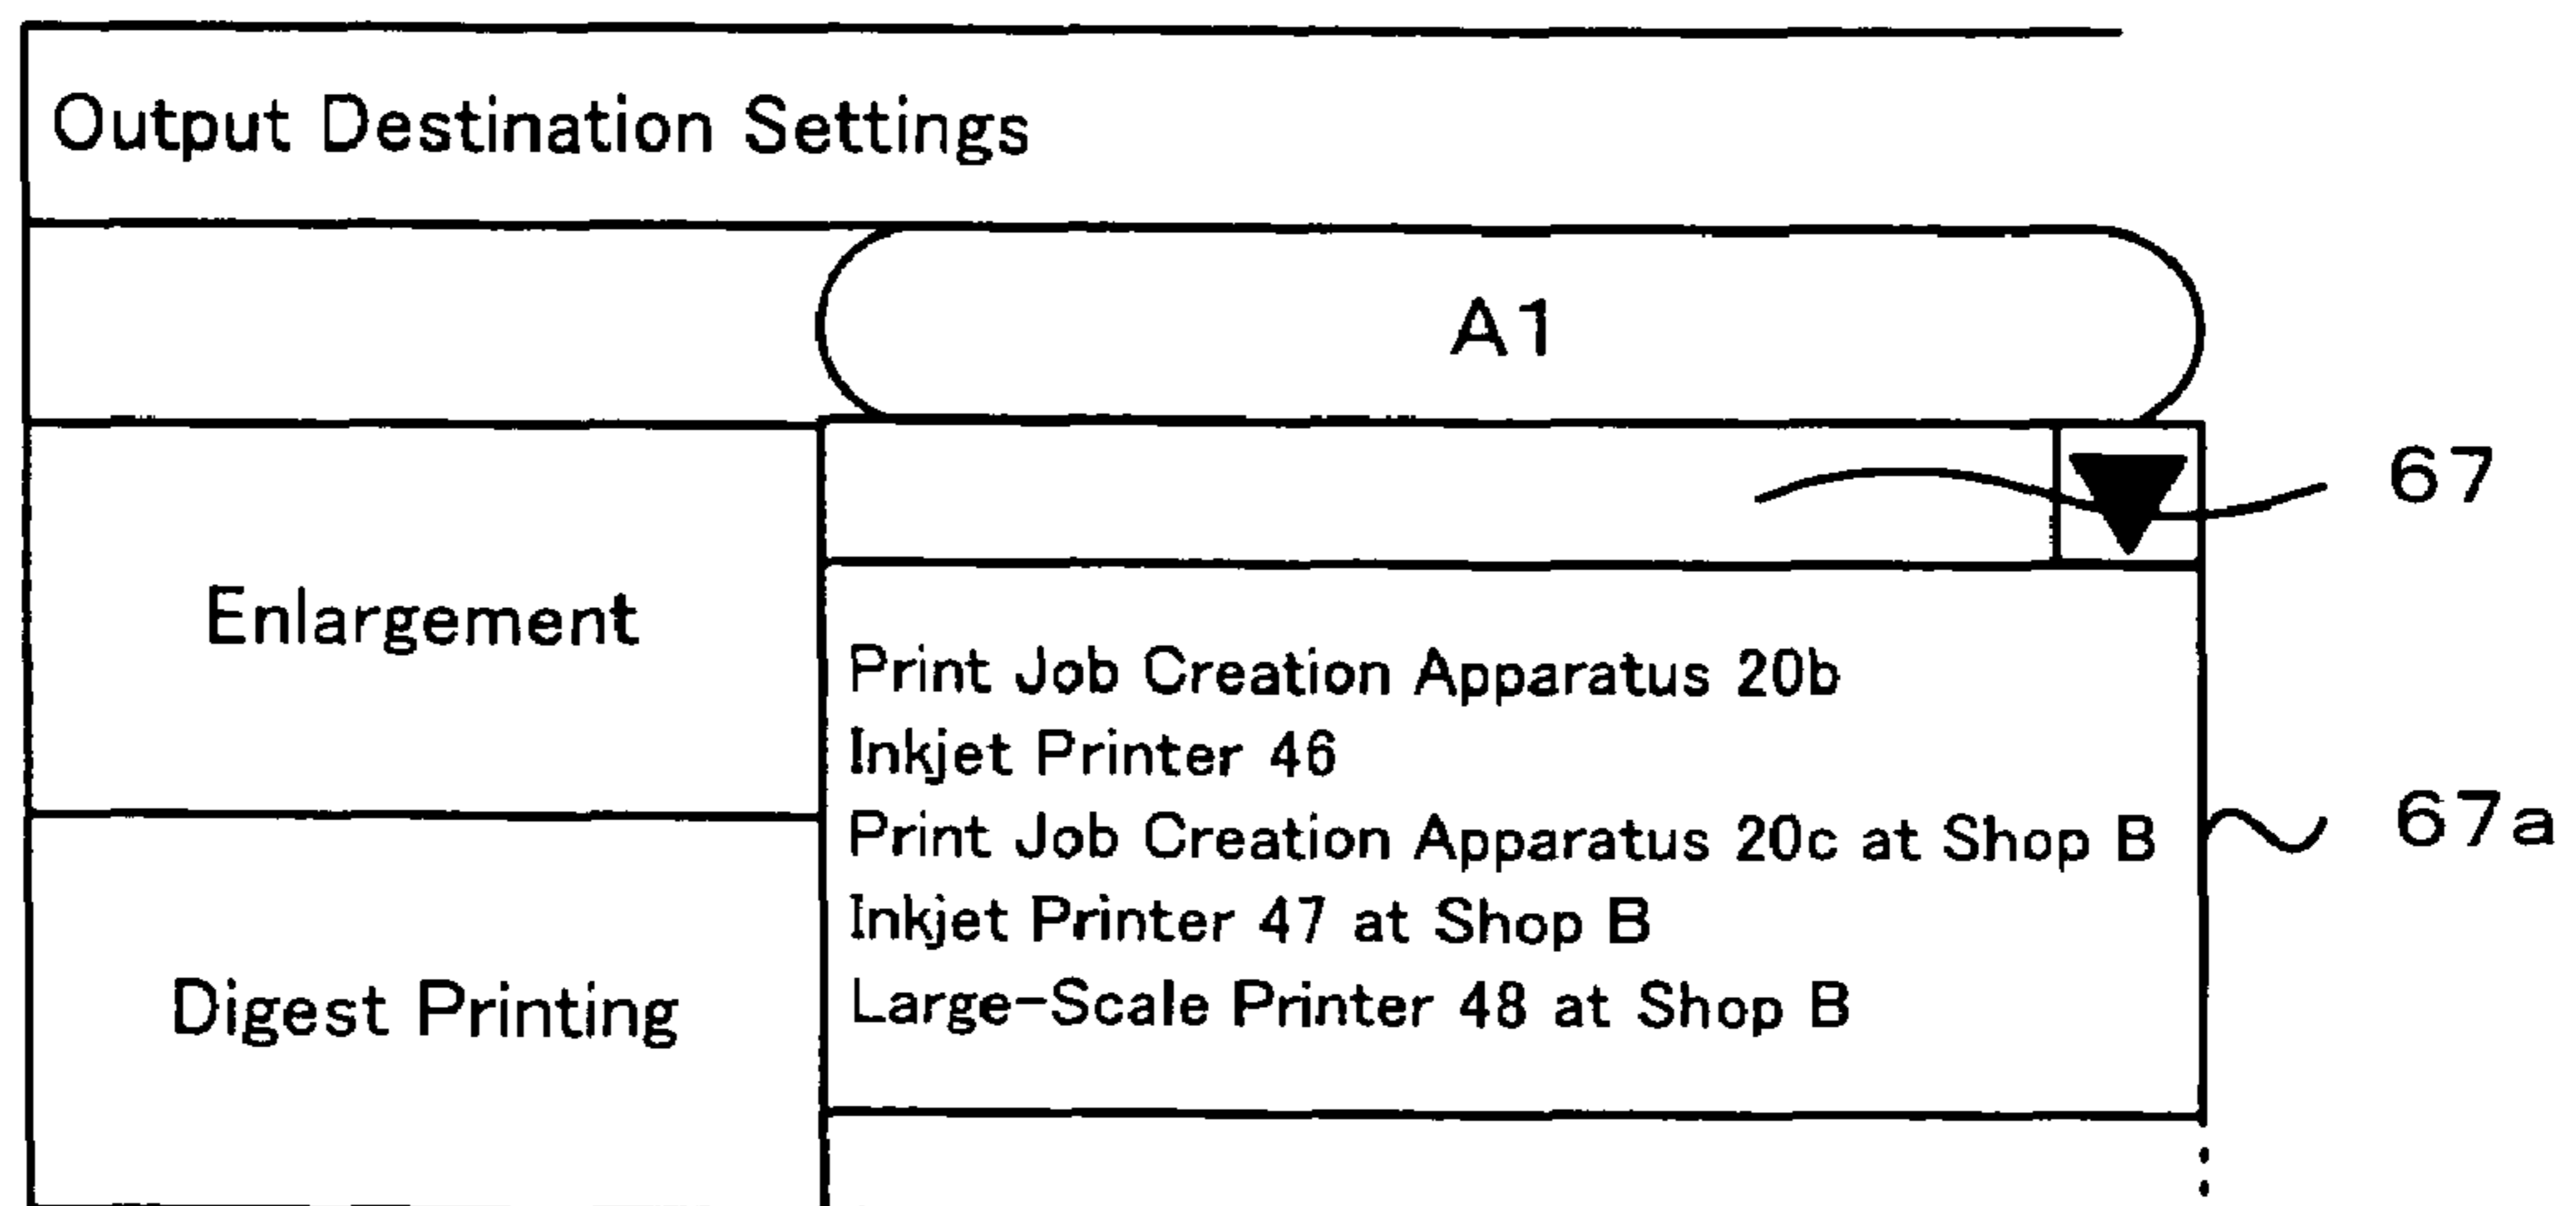 Output Destination Settings
A1
67
Enlargement
Print Job Creation Apparatus 20b
Inkjet Printer 46
Print Job Creation Apparatus 20c at Shop B
67a
Inkjet Printer 47 at Shop B
Digest Printing
Large-Scale Printer 48 at Shop B